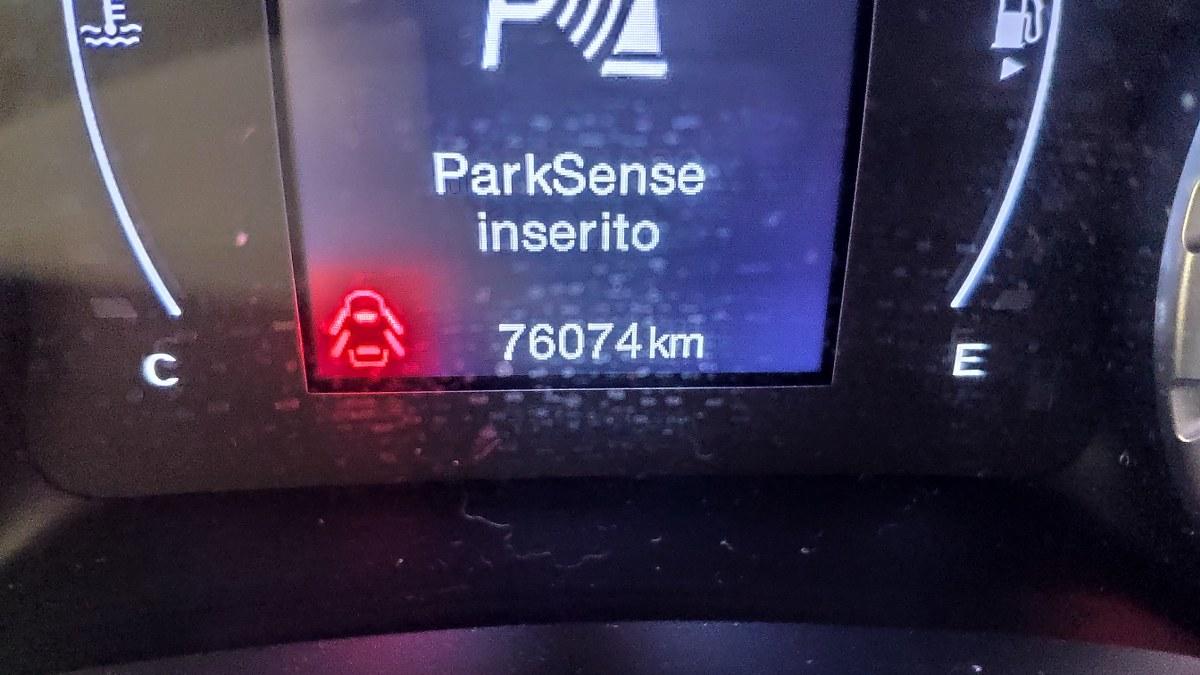 ParkSense
inserito
76074km
C
E